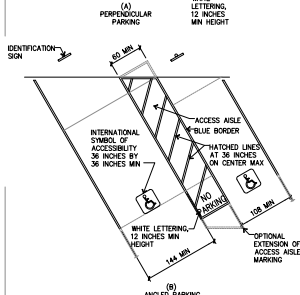 (A)
PERPENDICULAR
PARKING
LETTERING,
12 INCHES
MIN HEIGHT
IDENTIFICATION
SIGN
60 MIN
ACCESS AISLE
BLUE BORDER
HATCHED LINES
AT 36 INCHES
ON CENTER MAX
INTERNATIONAL
SYMBOL OF
ACCESSIBILITY
36 INCHES BY
36 INCHES MIN
NO
PARKING
WHITE LETTERING,
12 INCHES MIN
HEIGHT
108 MIN
144 MIN
OPTIONAL
EXTENSION OF
ACCESS AISLE
MARKING
(B)
ANGLED PARKING